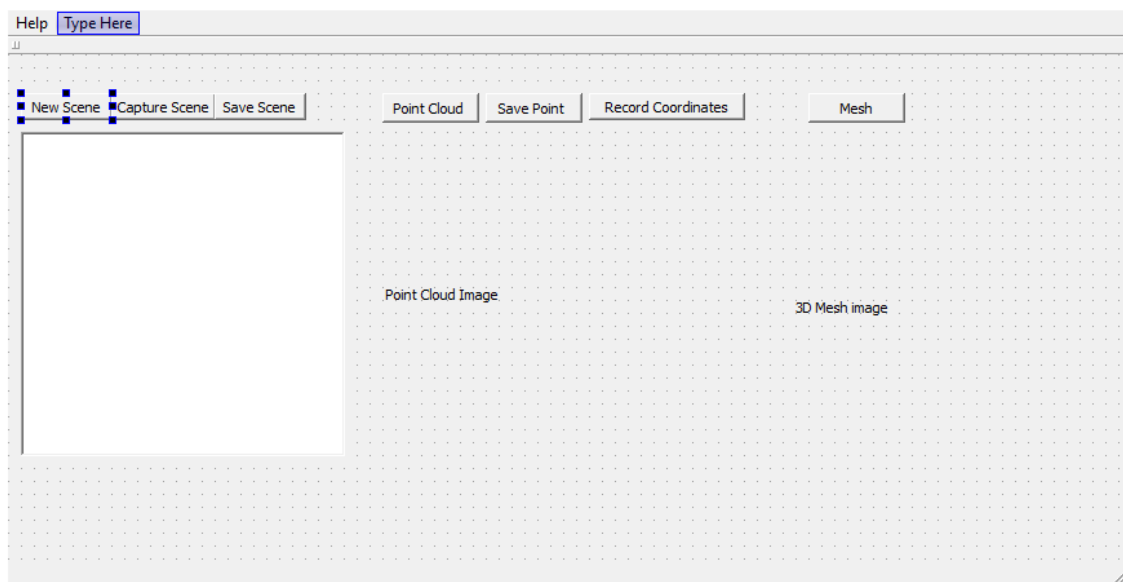 Help Type Here
New Scene Capture Scene Save Scene Point Cloud Save Point Record Coordinates Mesh
Point Cloud Image
3D Mesh image